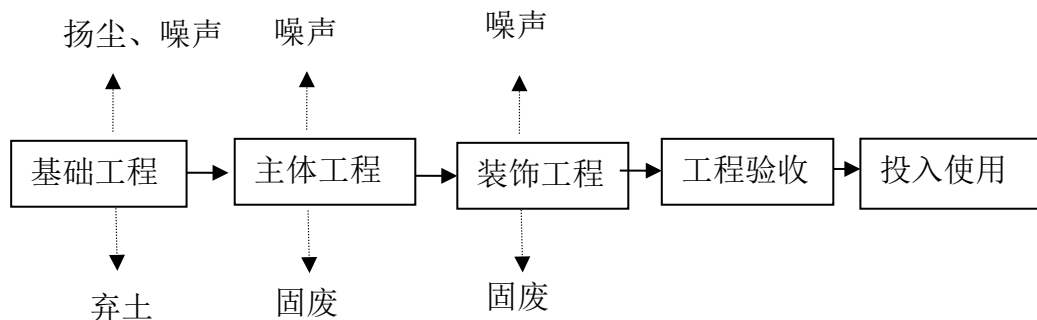 扬尘、噪声
噪声
噪声
基础工程
主体工程
装饰工程
工程验收
投入使用
弃土
固废
固废